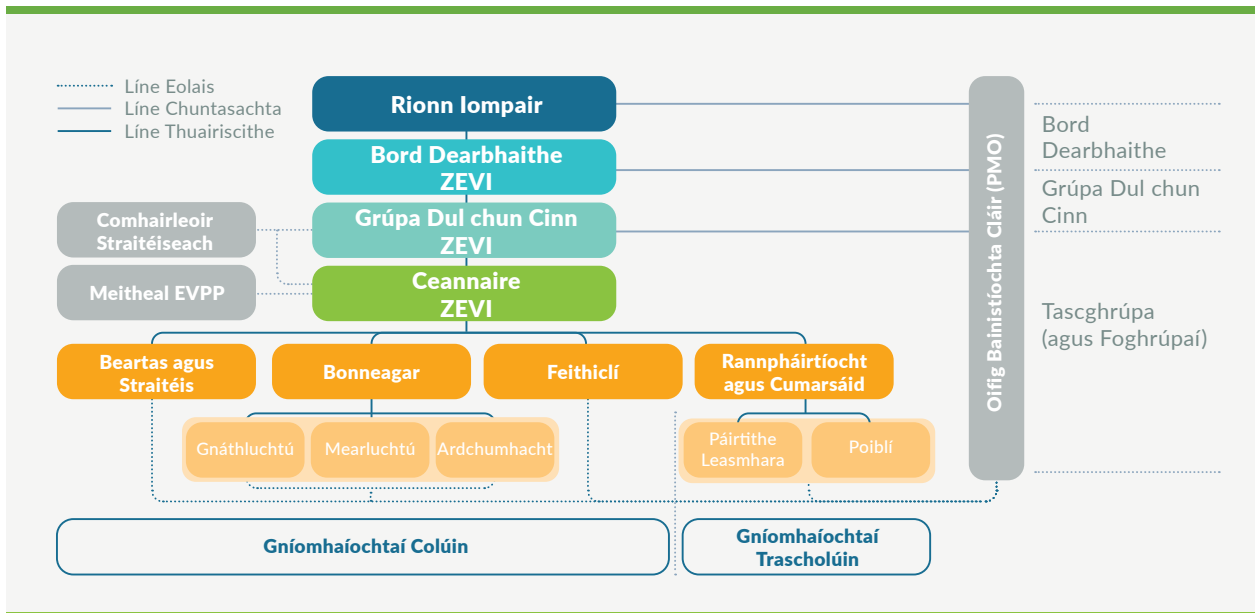 Líne Eolais
Líne Chuntasachta
Líne Thuairiscithe
Rionn Iompair
Bord Dearbhaithe
ZEVI
Grúpa Dul chun Cinn
ZEVI
Ceannaire
ZEVI
Comhairleoir
Straitéiseach
Meitheal EVPP
Beartas agus
Straitéis
Bonneagar
Feithiclí
Rannpháirtíocht
agus Cumarsáid
Gnáthluchtú
Mearluchtú
Ardchumhacht
Páirtithe
Leasmhara
Poiblí
Gníomhaíochtaí Colúin
Gníomhaíochtaí
Trascholúin
Oifig Bainistíochta Cláir (PMO)
Bord
Dearbhaithe
Grúpa Dul chun
Cinn
Tascghrúpa
(agus Foghrúpaí)